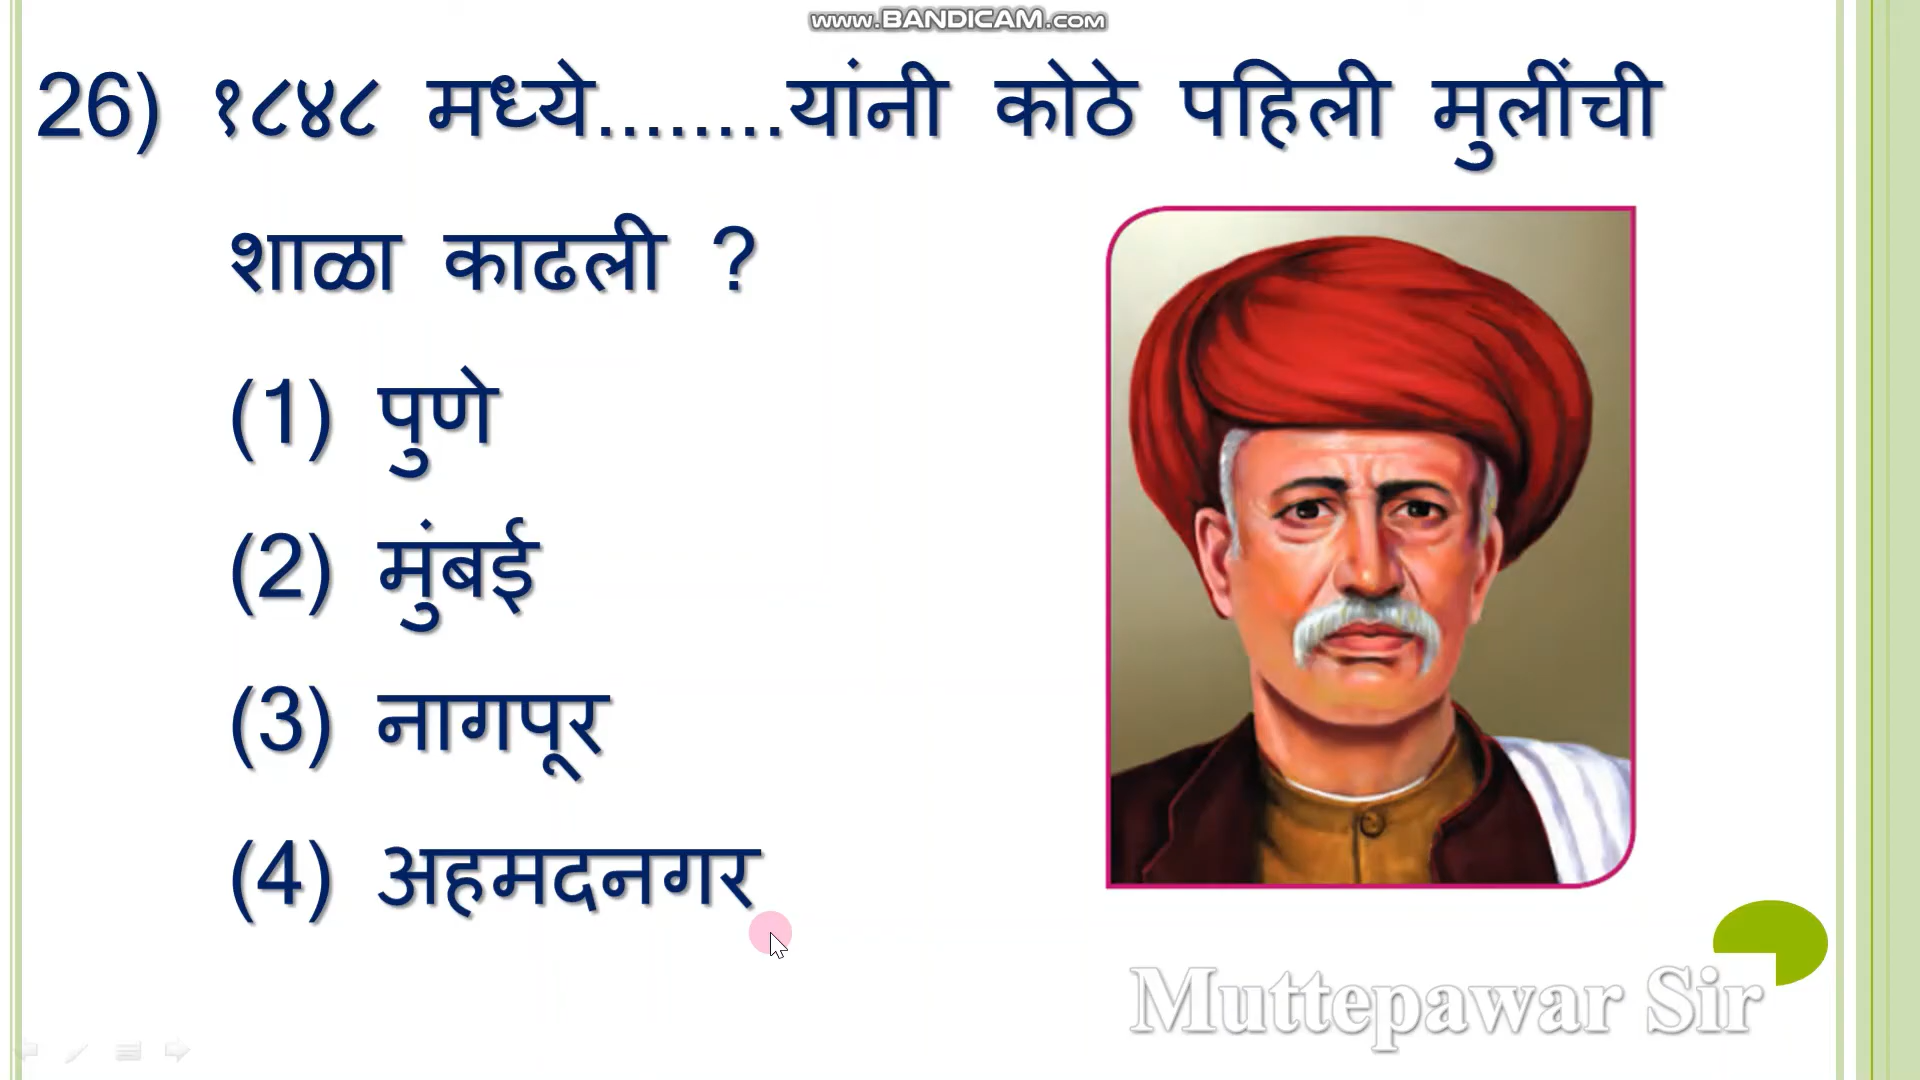 www.BANDICAM.com
26) १८४८ मध्ये........यांनी कोठे पहिली मुलींची
शाळा काढली ?
(1) पुणे
(2) मुंबई
(3) नागपूर
(4) अहमदनगर
Muttepawar Sir